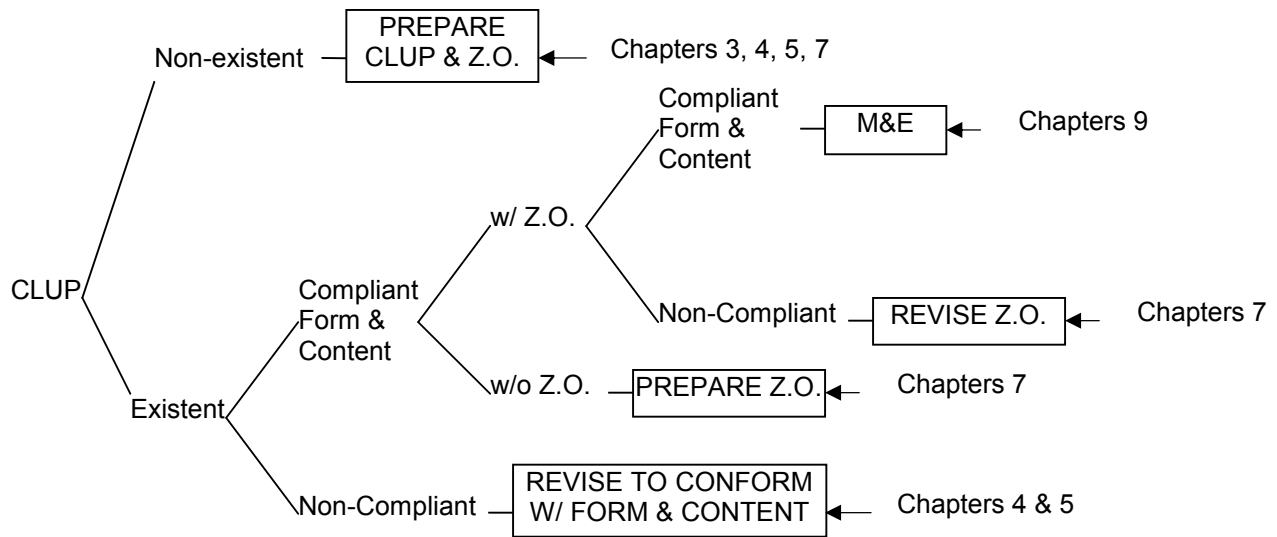 PREPARE
CLUP & Z.O.
Non-existent
Chapters 3, 4, 5, 7
Compliant
Form &
Content
M&E
Chapters 9
w/ Z.O.
CLUP
Compliant
Form &
Content
Non-Compliant
REVISE Z.O.
Chapters 7
w/o Z.O.
PREPARE Z.O.
Chapters 7
Existent
Non-Compliant
REVISE TO CONFORM
W/ FORM & CONTENT
Chapters 4 & 5